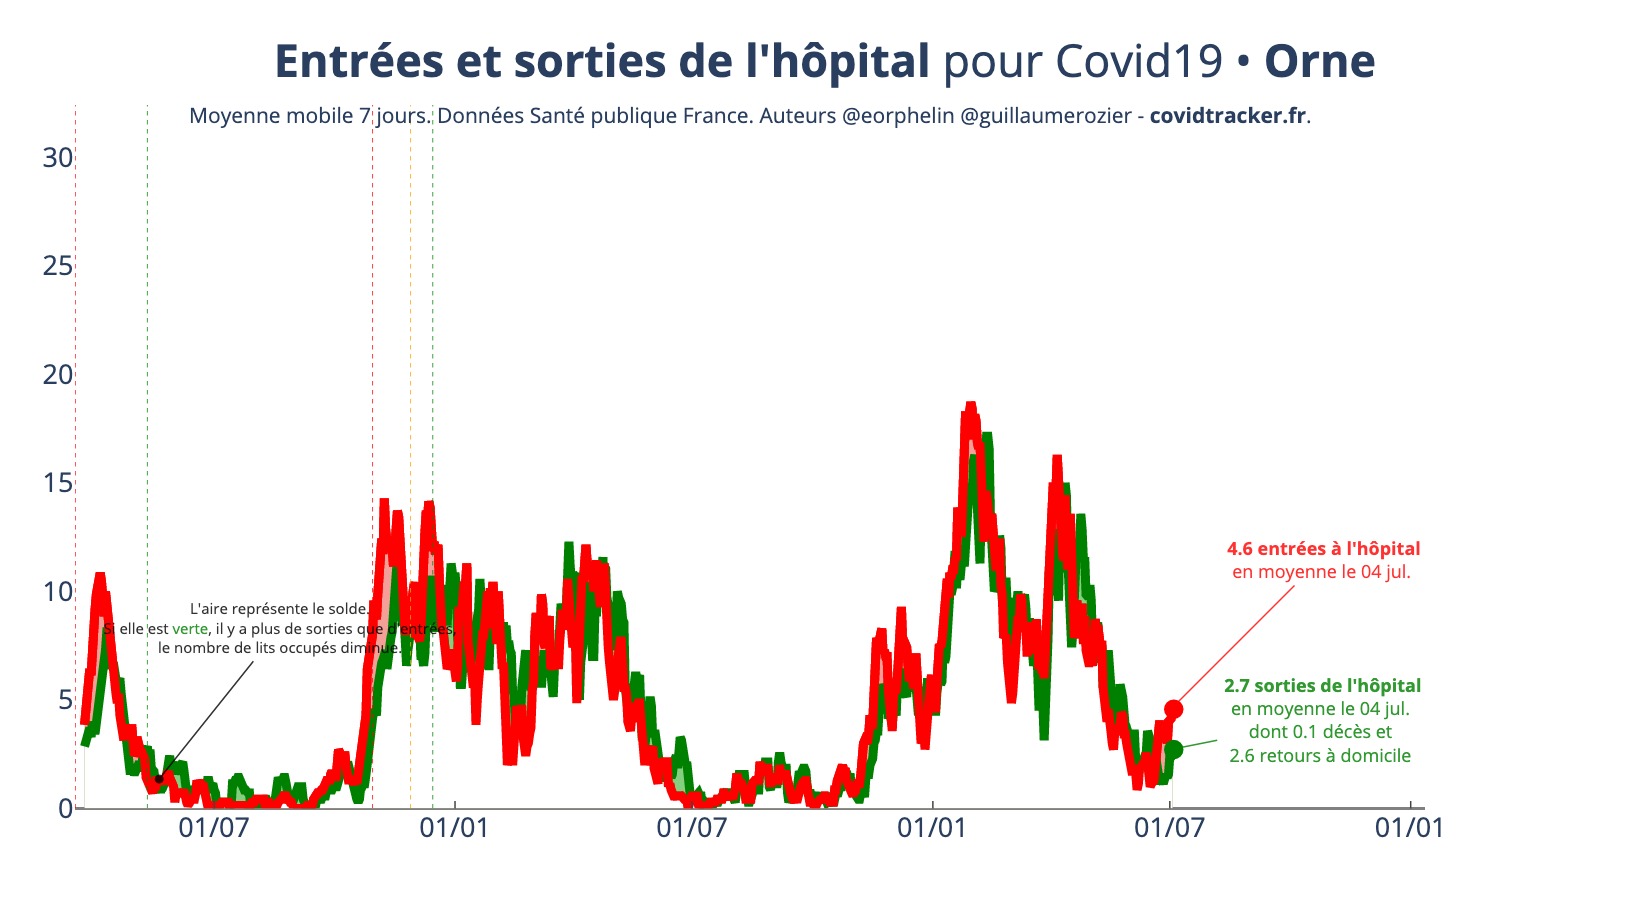 Entrées et sorties de l'hôpital pour Covid19 • Orne
Moyenne mobile 7 jours. Données Santé publique France. Auteurs @eorphelin @guillaumerozier - covidtracker.fr.
30
25
20
15
10
5
0
L'aire représente le solde.
Si elle est verte, il y a plus de sorties que d'entrées,
le nombre de lits occupés diminue.
4.6 entrées à l'hôpital
en moyenne le 04 jul.
2.7 sorties de l'hôpital
en moyenne le 04 jul.
dont 0.1 décès et
2.6 retours à domicile
01/07 01/01 01/07 01/01 01/07 01/01